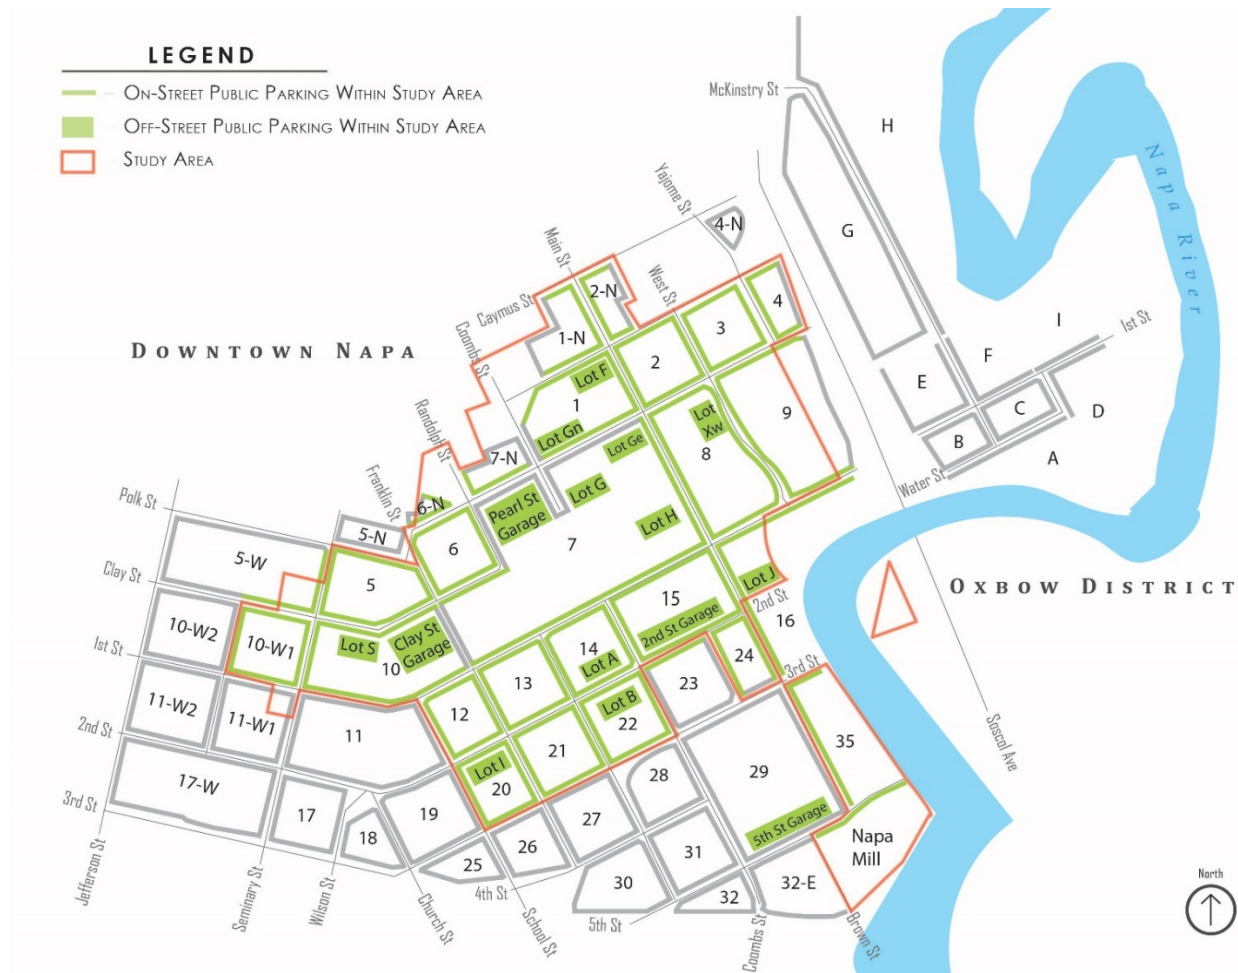 LEGEND
ON-STREET PUBLIC PARKING WITHIN STUDY AREA
OFF-STREET PUBLIC PARKING WITHIN STUDY AREA
STUDY AREA
McKinstry St
H
Napa River
Yajome St
4-N
G
Main St
2-N
West St
Caymus St
4
3
I
1st St
DOWNTOWN NAPA
Coombs St
1-N
2
F
Lot F
E
1
Lot Xw
9
C
D
Randolph St
Lot Gn
Lot Ge
B
7-N
8
A
Water St
Franklin St
Lot G
Polk St
6-N
Pearl St
Garage
Lot H
5-N
6
7
5-W
5
Clay St
Lot J
OXBOW DISTRICT
2nd St
15
10-W2
10-W1
Lot S
Clay St
Garage
2nd St Garage
16
1st St
10
14
Lot A
24
3rd St
13
23
11-W2
11-W1
12
Lot B
22
2nd St
11
21
35
Soscol Ave
Lot I
28
29
17-W
20
3rd St
17
19
27
5th St Garage
18
26
31
Napa
Mill
25
30
32-E
4th St
32
Jefferson St
Seminary St
Wilson St
Church St
School St
5th St
Coombs St
Brown St
North